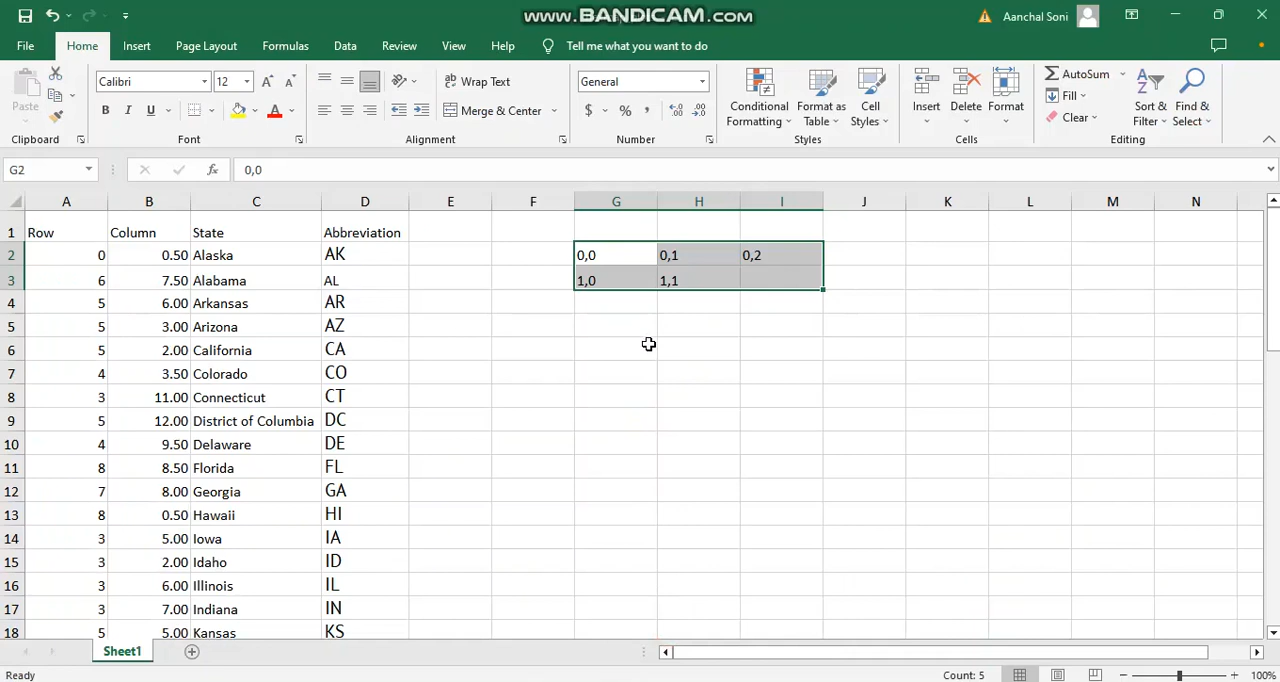 www.BANDICAM.com
Aanchal Soni
File Home Insert Page Layout Formulas Data Review View Help Tell me what you want to do
Paste
Calibri 12 A A
Wrap Text
General
Conditional Formatting
Format as Table
Cell Styles
Insert Delete Format
AutoSum
Fill
Clear
Sort & Filter
Find & Select
B I U A
Merge & Center
$ % ,
Clipboard Font Alignment Number Styles Cells Editing
G2 fx 0,0
A B C D E F G H I J K L M N
1 Row Column State Abbreviation
2 0 0.50 Alaska AK 0,0 0,1 0,2
3 6 7.50 Alabama AL 1,0 1,1
4 5 6.00 Arkansas AR
5 5 3.00 Arizona AZ
6 5 2.00 California CA
7 4 3.50 Colorado CO
8 3 11.00 Connecticut CT
9 5 12.00 District of Columbia DC
10 4 9.50 Delaware DE
11 8 8.50 Florida FL
12 7 8.00 Georgia GA
13 8 0.50 Hawaii HI
14 3 5.00 Iowa IA
15 3 2.00 Idaho ID
16 3 6.00 Illinois IL
17 3 7.00 Indiana IN
18 5 5.00 Kansas KS
Sheet1
Ready Count: 5 100%